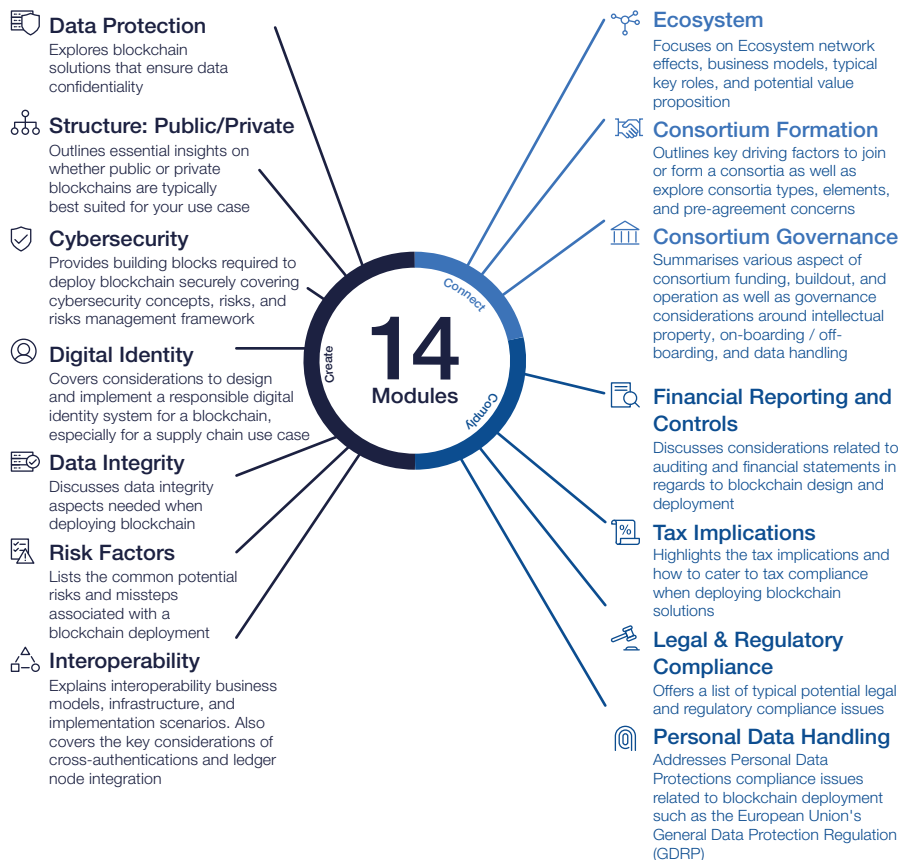 Data Protection
Explores blockchain
solutions that ensure data
confidentiality
Structure: Public/Private
Outlines essential insights on
whether public or private
blockchains are typically
best suited for your use case
Cybersecurity
Provides building blocks required to
deploy blockchain securely covering
cybersecurity concepts, risks, and
risks management framework
Digital Identity
Covers considerations to design
and implement a responsible digital
identity system for a blockchain,
especially for a supply chain use case
Data Integrity
Discusses data integrity
aspects needed when
deploying blockchain
Risk Factors
Lists the common potential
risks and missteps
associated with a
blockchain deployment
Interoperability
Explains interoperability business
models, infrastructure, and
implementation scenarios. Also
covers the key considerations of
cross-authentications and ledger
node integration
Create
Connect
Comply
14
Modules
Ecosystem
Focuses on Ecosystem network
effects, business models, typical
key roles, and potential value
proposition
Consortium Formation
Outlines key driving factors to join
or form a consortia as well as
explore consortia types, elements,
and pre-agreement concerns
Consortium Governance
Summarises various aspect of
consortium funding, buildout, and
operation as well as governance
considerations around intellectual
property, on-boarding / off-
boarding, and data handling
Financial Reporting and
Controls
Discusses considerations related to
auditing and financial statements in
regards to blockchain design and
deployment
%
Tax Implications
Highlights the tax implications and
how to cater to tax compliance
when deploying blockchain
solutions
Legal & Regulatory
Compliance
Offers a list of typical potential legal
and regulatory compliance issues
Personal Data Handling
Addresses Personal Data
Protections compliance issues
related to blockchain deployment
such as the European Union's
General Data Protection Regulation
(GDRP)